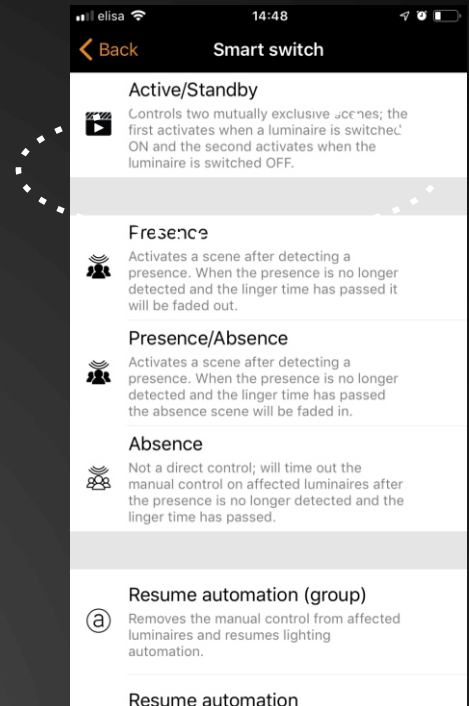 elisa 14:48
Back Smart switch
Active/Standby
Controls two mutually exclusive scenes; the
first activates when a luminaire is switched
ON and the second activates when the
luminaire is switched OFF.
Presence
Activates a scene after detecting a
presence. When the presence is no longer
detected and the linger time has passed it
will be faded out.
Presence/Absence
Activates a scene after detecting a
presence. When the presence is no longer
detected and the linger time has passed
the absence scene will be faded in.
Absence
Not a direct control; will time out the
manual control on affected luminaires after
the presence is no longer detected and the
linger time has passed.
a
Resume automation (group)
Removes the manual control from affected
luminaires and resumes lighting
automation.
Resume automation